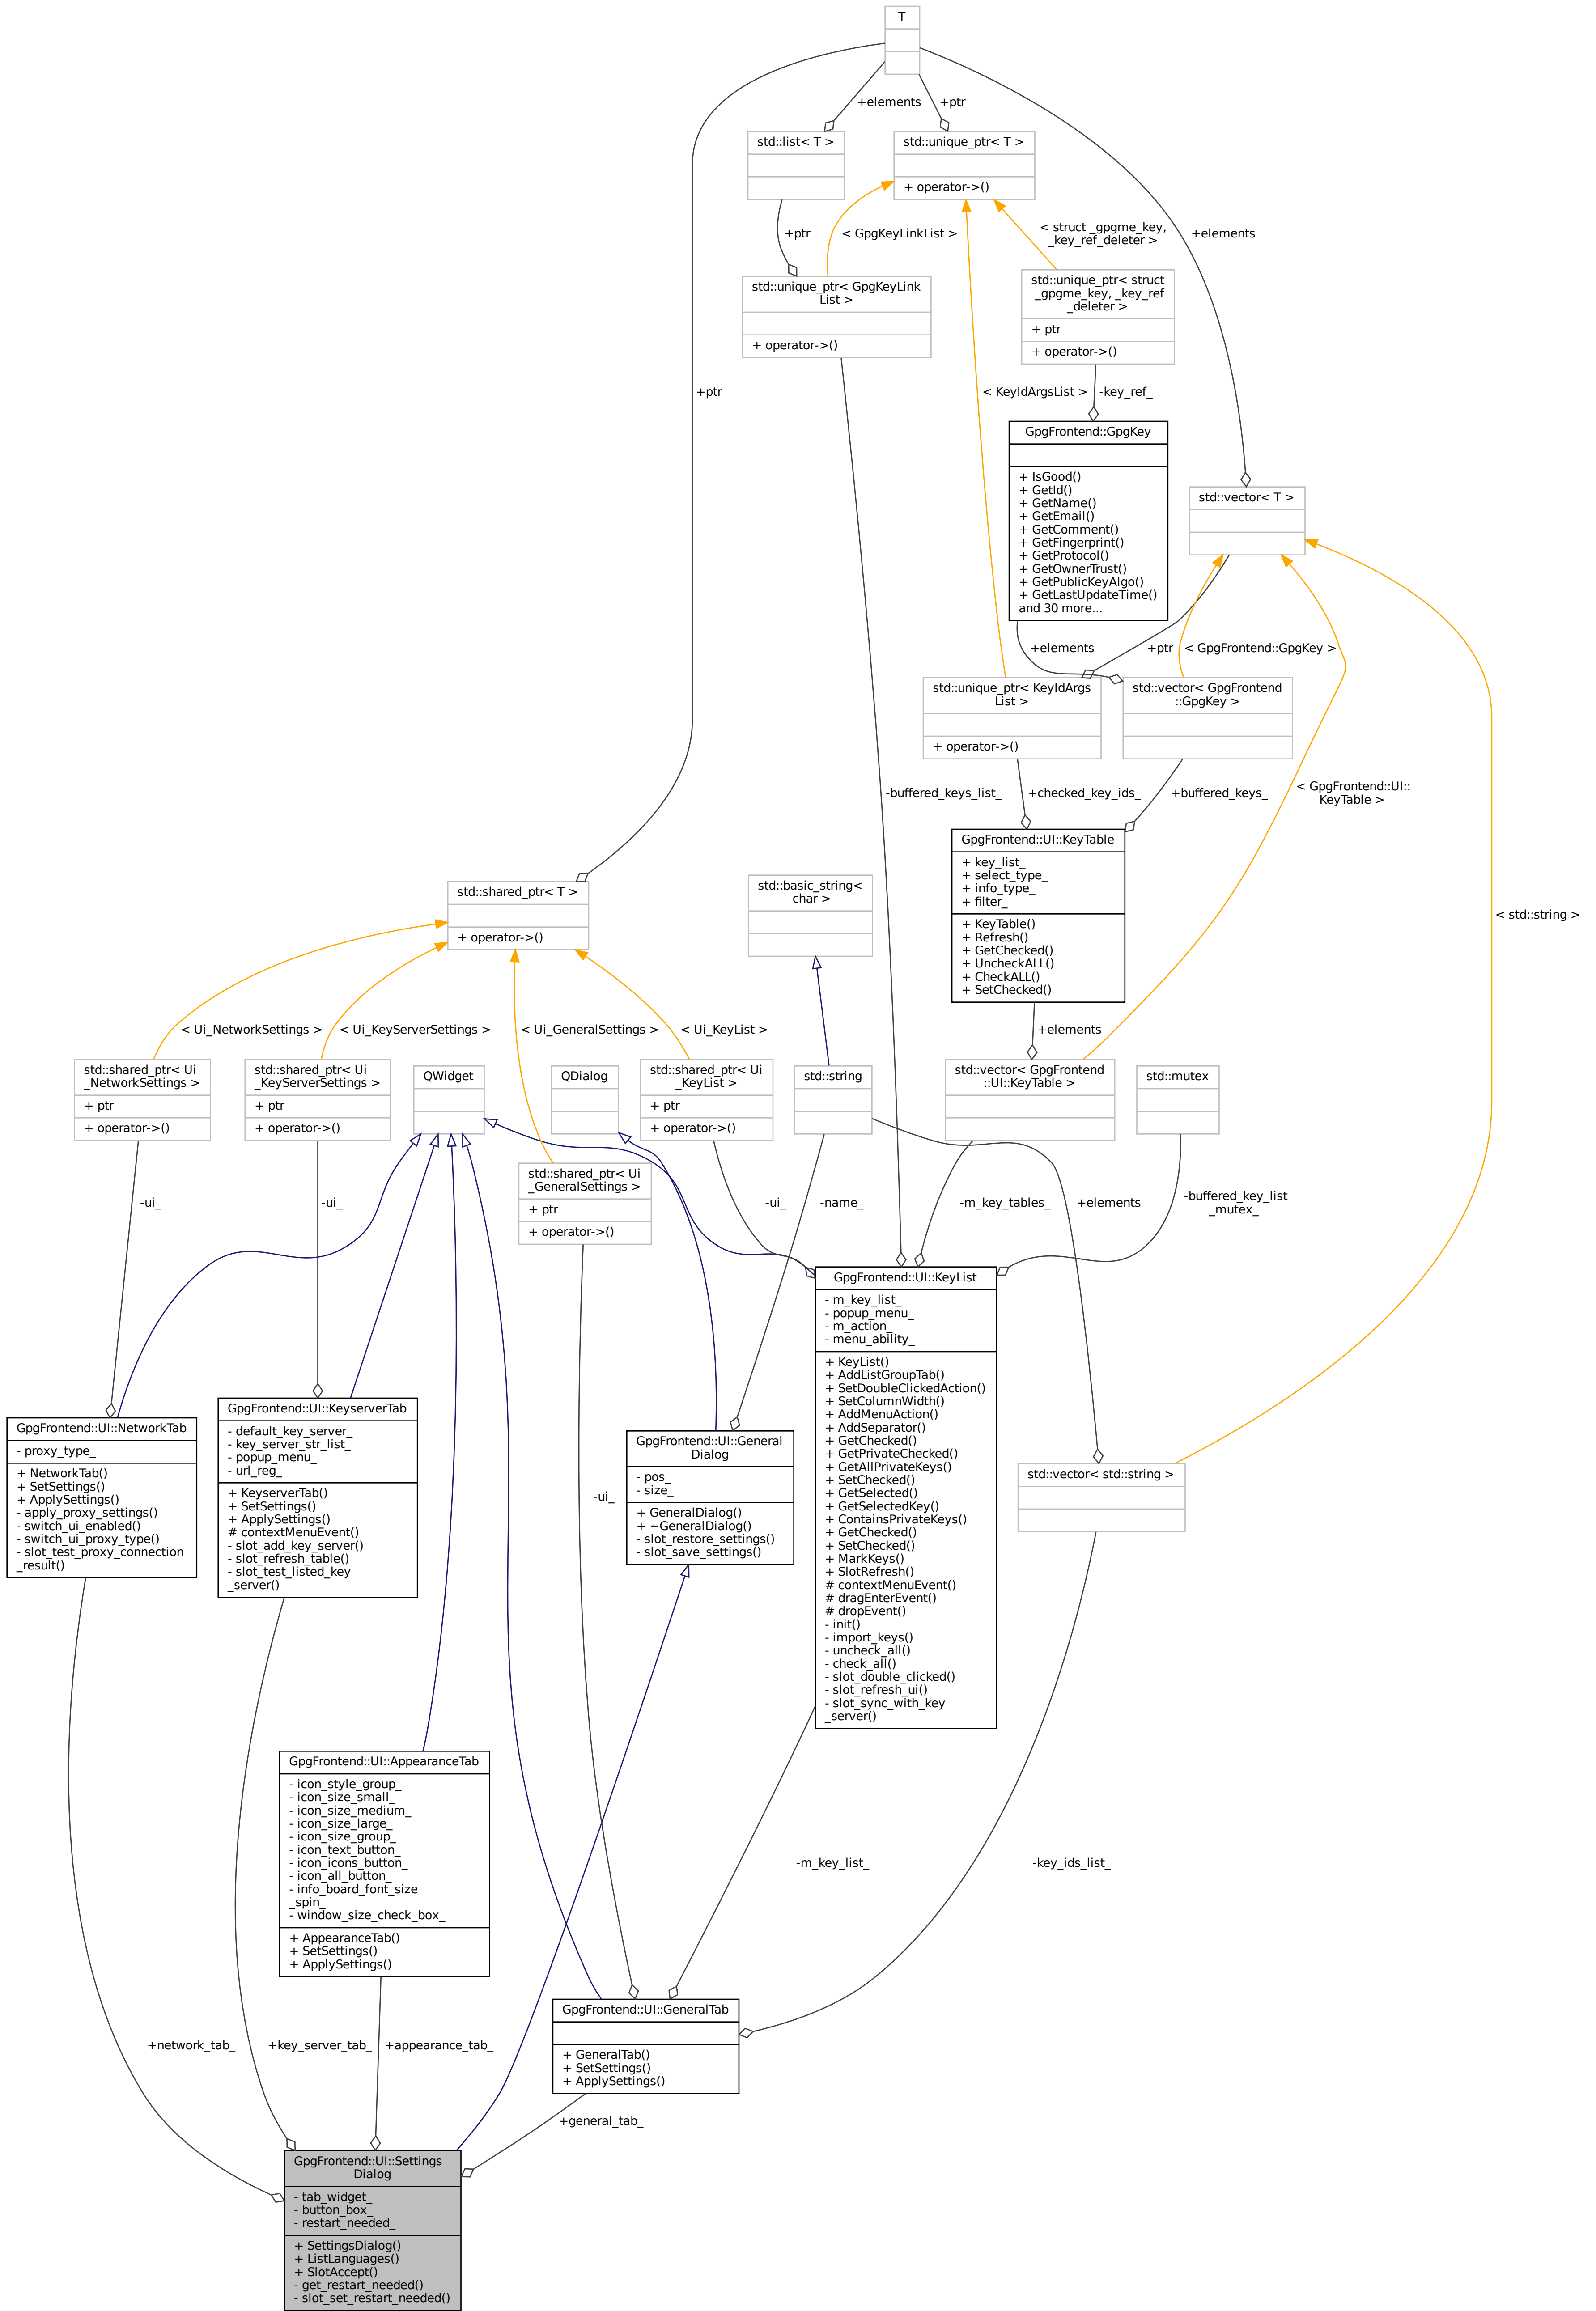 T
+elements
+ptr
std::list< T >
std::unique_ptr< T >
+ operator->()
+ptr
< GpgKeyLinkList >
< struct _gpgme_key,
_key_ref_deleter >
+elements
std::unique_ptr< GpgKeyLink
List >
+ operator->()
std::unique_ptr< struct
_gpgme_key, _key_ref
_deleter >
+ ptr
+ operator->()
+ptr
< KeyIdArgsList >
-key_ref_
GpgFrontend::GpgKey
+ IsGood()
+ GetId()
+ GetName()
+ GetEmail()
+ GetComment()
+ GetFingerprint()
+ GetProtocol()
+ GetOwnerTrust()
+ GetPublicKeyAlgo()
+ GetLastUpdateTime()
and 30 more...
std::vector< T >
+elements
+ptr
< GpgFrontend::GpgKey >
std::unique_ptr< KeyIdArgs
List >
+ operator->()
std::vector< GpgFrontend
::GpgKey >
-buffered_keys_list_
+checked_key_ids_
+buffered_keys_
< GpgFrontend::UI::
KeyTable >
GpgFrontend::UI::KeyTable
+ key_list_
+ select_type_
+ info_type_
+ filter_
+ KeyTable()
+ Refresh()
+ GetChecked()
+ UncheckALL()
+ CheckALL()
+ SetChecked()
< std::string >
std::shared_ptr< T >
+ operator->()
std::basic_string<
char >
< Ui_NetworkSettings >
< Ui_KeyServerSettings >
< Ui_GeneralSettings >
< Ui_KeyList >
+elements
std::shared_ptr< Ui
_NetworkSettings >
+ ptr
+ operator->()
std::shared_ptr< Ui
_KeyServerSettings >
+ ptr
+ operator->()
QWidget
QDialog
std::shared_ptr< Ui
_KeyList >
+ ptr
+ operator->()
std::string
std::vector< GpgFrontend
::UI::KeyTable >
std::mutex
std::shared_ptr< Ui
_GeneralSettings >
+ ptr
+ operator->()
-ui_
-ui_
-ui_
-name_
-m_key_tables_
+elements
-buffered_key_list
_mutex_
GpgFrontend::UI::KeyList
- m_key_list_
- popup_menu_
- m_action_
- menu_ability_
+ KeyList()
+ AddListGroupTab()
+ SetDoubleClickedAction()
+ SetColumnWidth()
+ AddMenuAction()
+ AddSeparator()
+ GetChecked()
+ GetPrivateChecked()
+ GetAllPrivateKeys()
+ SetChecked()
+ GetSelected()
+ GetSelectedKey()
+ ContainsPrivateKeys()
+ GetChecked()
+ SetChecked()
+ MarkKeys()
+ SlotRefresh()
# contextMenuEvent()
# dragEnterEvent()
# dropEvent()
- init()
- import_keys()
- uncheck_all()
- check_all()
- slot_double_clicked()
- slot_refresh_ui()
- slot_sync_with_key
_server()
GpgFrontend::UI::NetworkTab
- proxy_type_
+ NetworkTab()
+ SetSettings()
+ ApplySettings()
- apply_proxy_settings()
- switch_ui_enabled()
- switch_ui_proxy_type()
- slot_test_proxy_connection
_result()
GpgFrontend::UI::KeyserverTab
- default_key_server_
- key_server_str_list_
- popup_menu_
- url_reg_
+ KeyserverTab()
+ SetSettings()
+ ApplySettings()
# contextMenuEvent()
- slot_add_key_server()
- slot_refresh_table()
- slot_test_listed_key
_server()
-ui_
GpgFrontend::UI::General
Dialog
- pos_
- size_
+ GeneralDialog()
+ ~GeneralDialog()
- slot_restore_settings()
- slot_save_settings()
std::vector< std::string >
GpgFrontend::UI::AppearanceTab
- icon_style_group_
- icon_size_small_
- icon_size_medium_
- icon_size_large_
- icon_size_group_
- icon_text_button_
- icon_icons_button_
- icon_all_button_
- info_board_font_size
_spin_
- window_size_check_box_
+ AppearanceTab()
+ SetSettings()
+ ApplySettings()
-m_key_list_
-key_ids_list_
GpgFrontend::UI::GeneralTab
+ GeneralTab()
+ SetSettings()
+ ApplySettings()
+network_tab_
+key_server_tab_
+appearance_tab_
+general_tab_
GpgFrontend::UI::Settings
Dialog
- tab_widget_
- button_box_
- restart_needed_
+ SettingsDialog()
+ ListLanguages()
+ SlotAccept()
- get_restart_needed()
- slot_set_restart_needed()